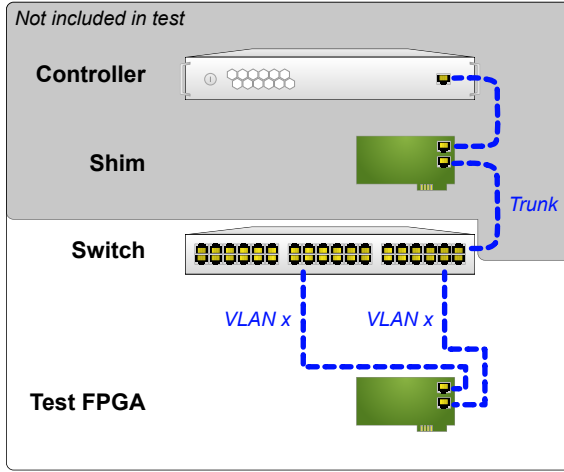 Not included in test
Controller
Shim
Trunk
Switch
VLAN x VLAN x
Test FPGA